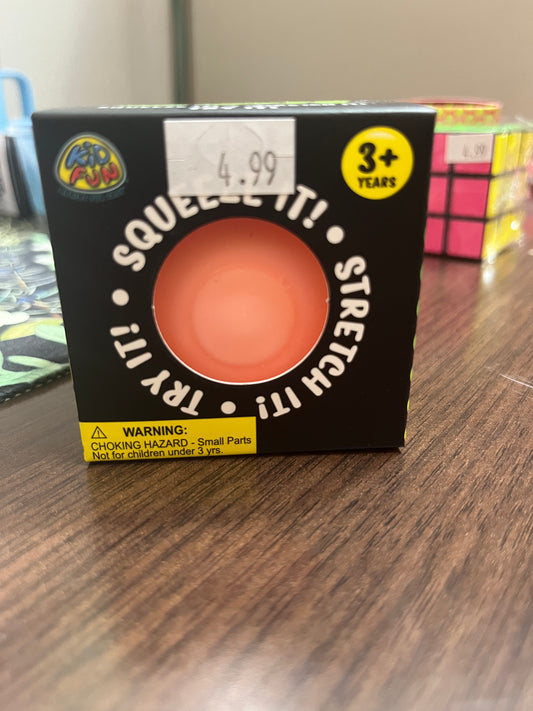 KiD
FUN
4.99
3+
YEARS
SQUEEZE IT!
STRETCH IT!
TRY IT!
WARNING:
CHOKING HAZARD - Small Parts
Not for children under 3 yrs.
4.99